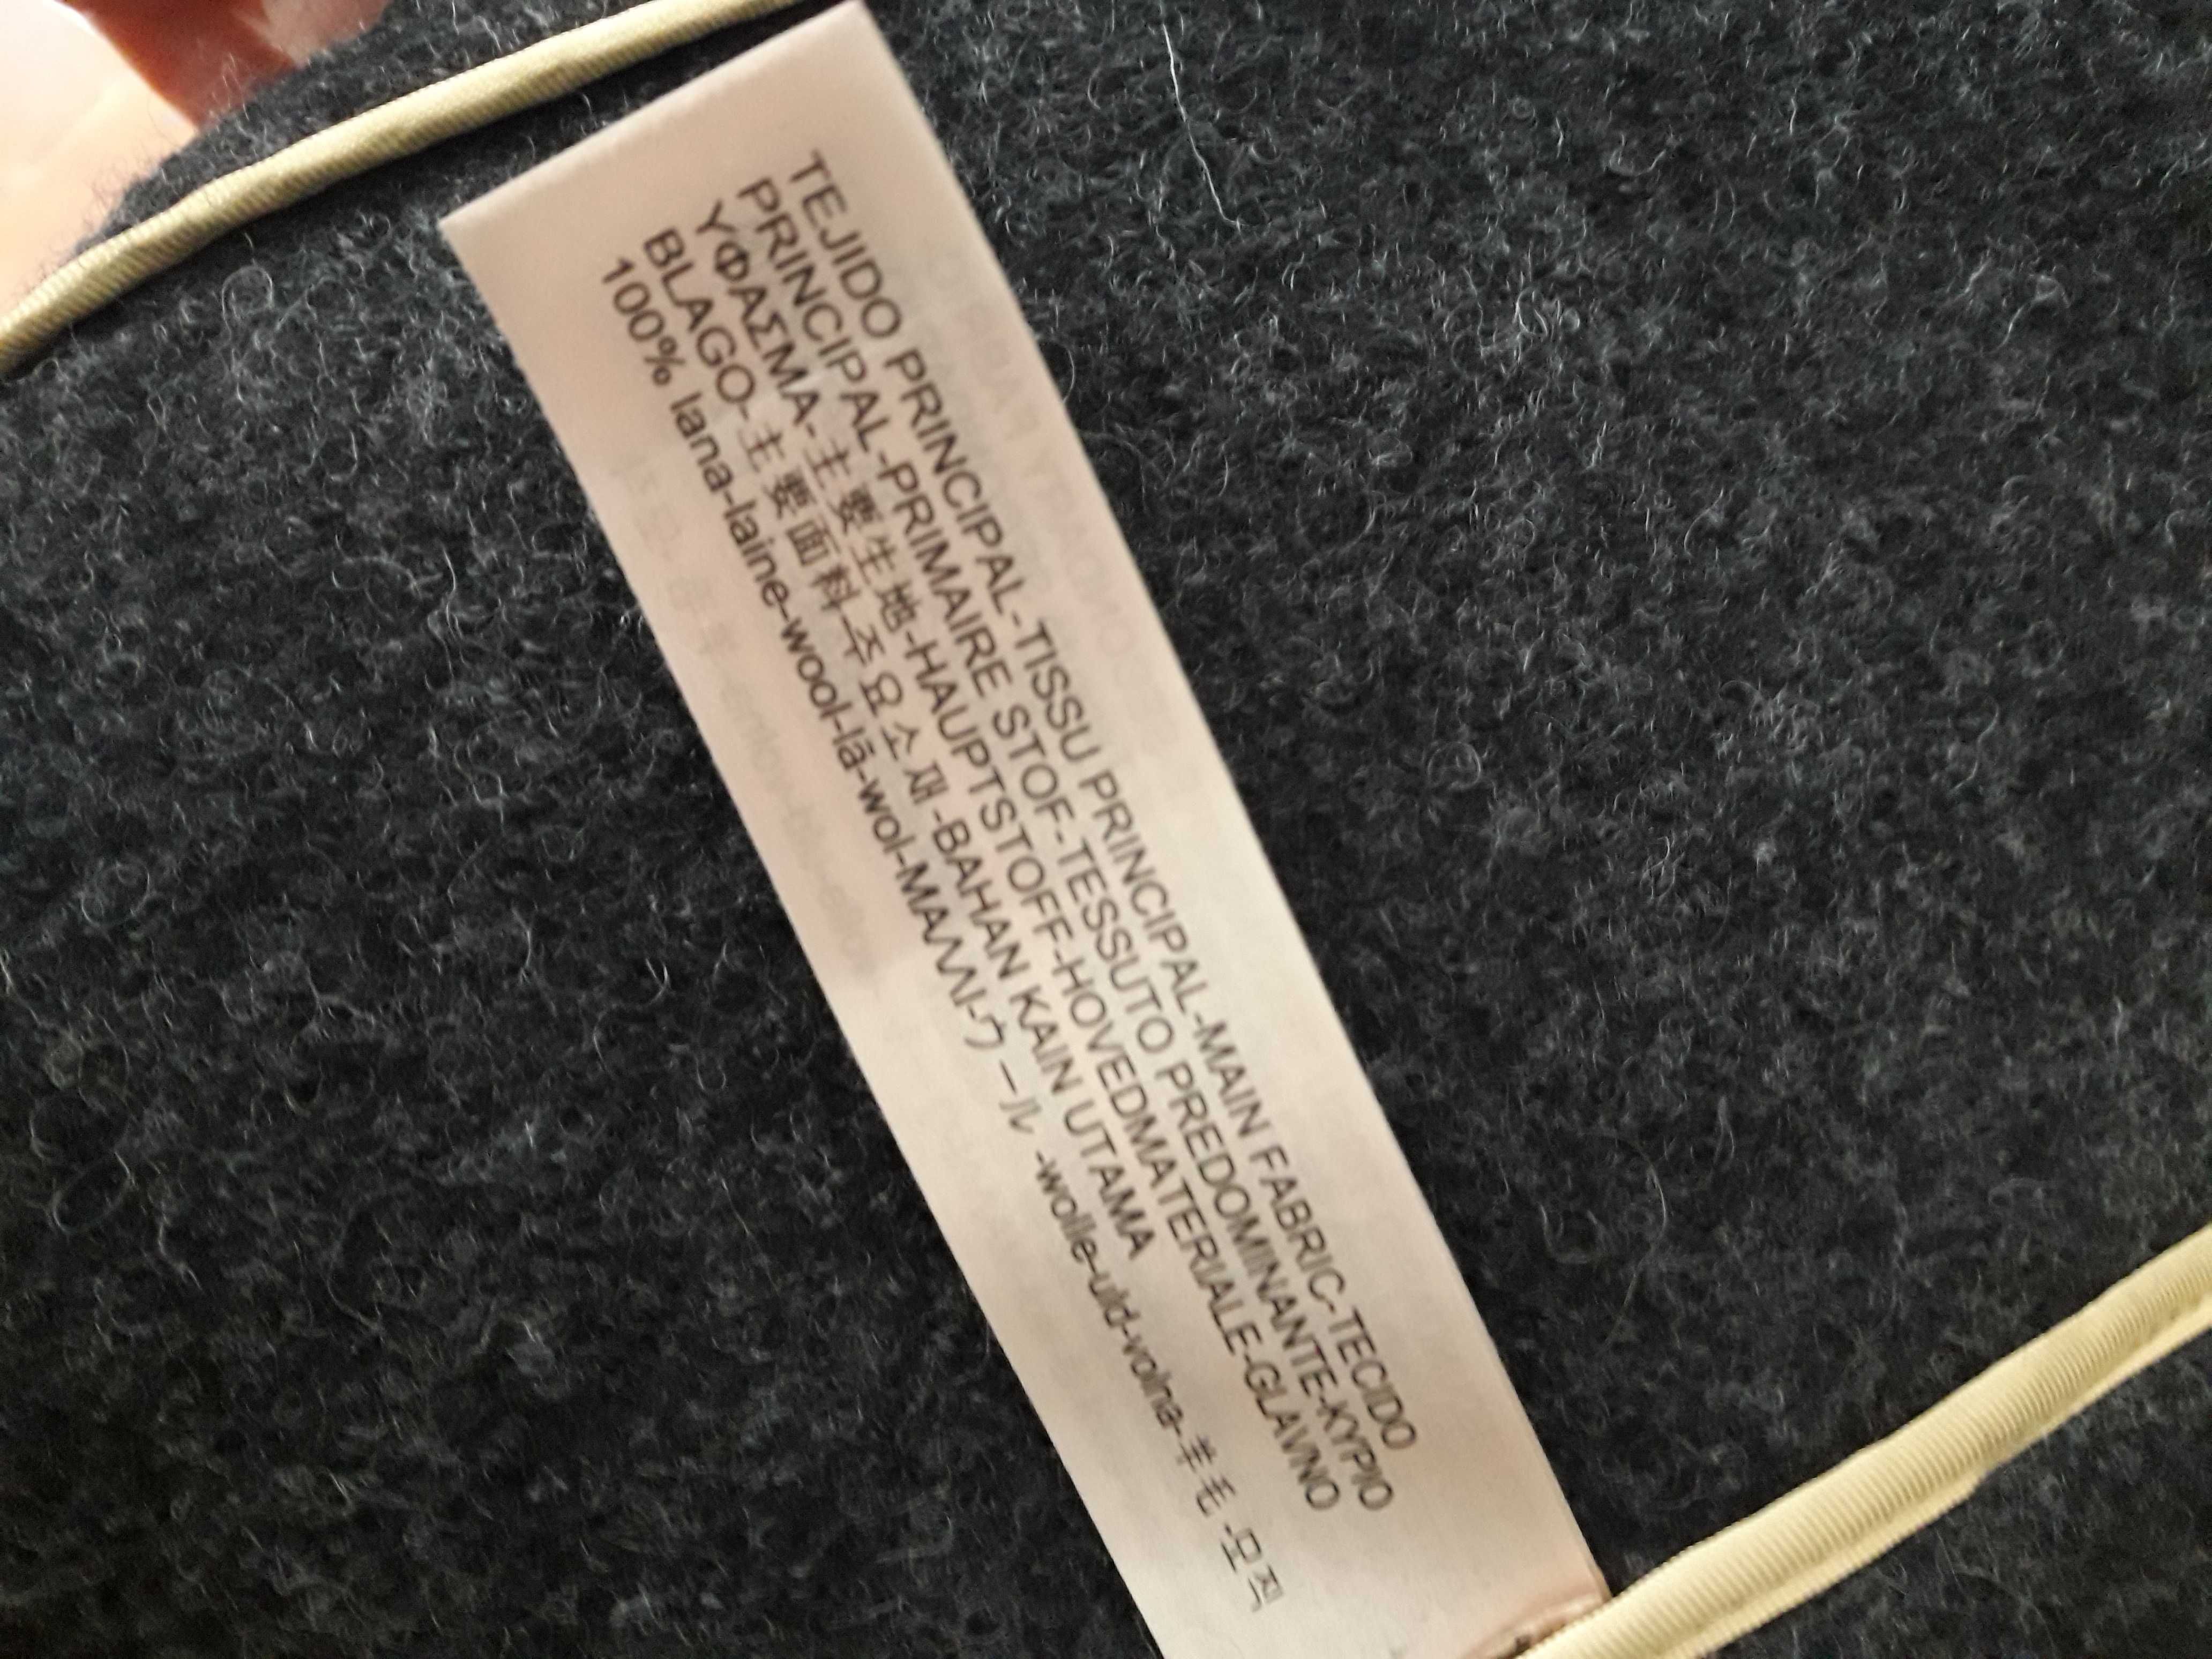 TEJIDO PRINCIPAL-TISSU PRINCIPAL-MAIN FABRIC-TECIDO
PRINCIPAL-PRIMAIRE STOF-TESSUTO PREDOMINANTE-ΚΥΡΙΟ
ΥΦΑΣΜΑ-主要生地-HAUPTSTOFF-HOVEDMATERIALE-GLAVNO
BLAGO-主要面料-주요소재-BAHAN KAIN UTAMA
100% lana-laine-wool-lã-wol-ΜΑΛΛΙ-ウール-wolle-uld-volna-羊毛-모직